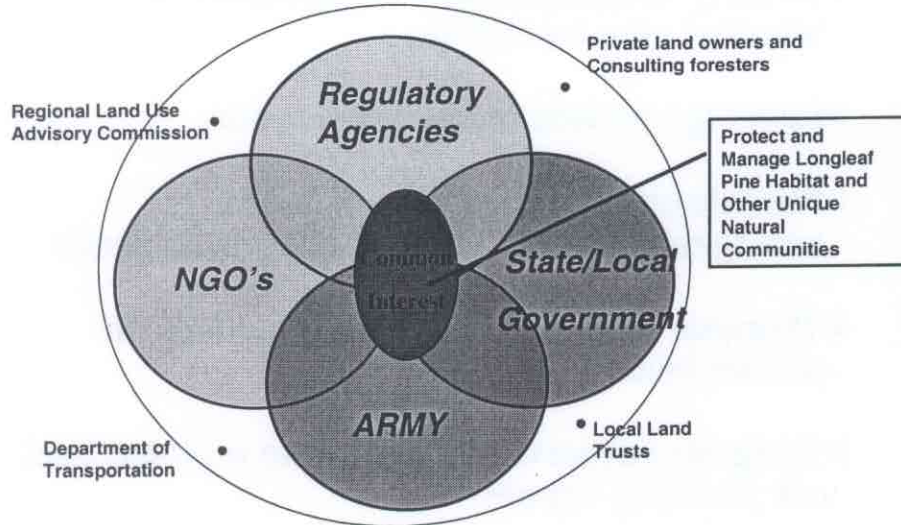 Private land owners and
Consulting foresters
Regulatory
Agencies
Regional Land Use
Advisory Commission
Protect and
Manage Longleaf
Pine Habitat and
Other Unique
Natural
Communities
NGO's
Common
Interest
State/Local
Government
ARMY
Department of
Transportation
Local Land
Trusts